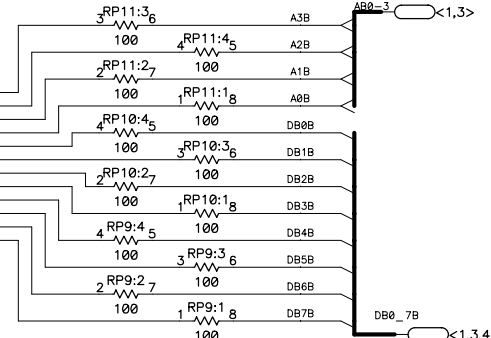 AB0-3 <1,3>
RP11:3
3 6 A3B
100
RP11:4
4 5 A2B
100
RP11:2
2 7 A1B
100
RP11:1
1 8 A0B
100
RP10:4
4 5 DB0B
100
RP10:3
3 6 DB1B
100
RP10:2
2 7 DB2B
100
RP10:1
1 8 DB3B
100
RP9:4
4 5 DB4B
100
RP9:3
3 6 DB5B
100
RP9:2
2 7 DB6B
100
RP9:1
1 8 DB7B
100
DB0_7B
<1,3,4